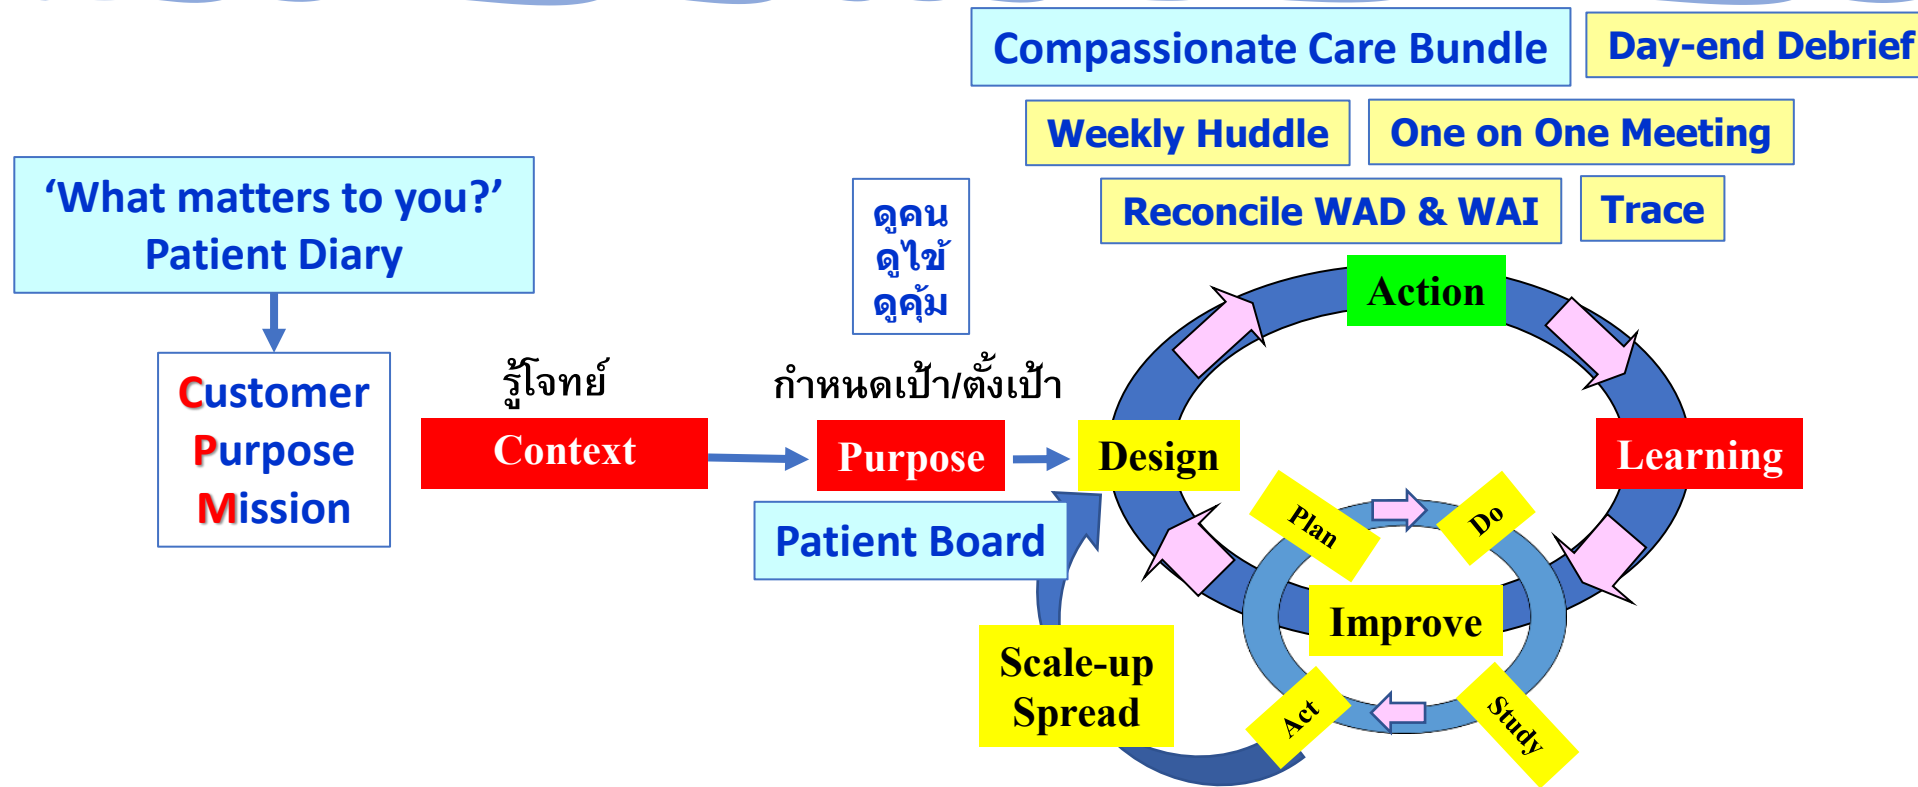 Compassionate Care Bundle
Day-end Debrief
Weekly Huddle
One on One Meeting
Reconcile WAD & WAI
Trace
‘What matters to you?’
Patient Diary
ดูคน
ดูไข้
ดูคุ้ม
Customer
Purpose
Mission
รู้โจทย์
กำหนดเป้า/ตั้งเป้า
Context
Purpose
Patient Board
Design
Action
Learning
Improve
Plan
Do
Study
Act
Scale-up
Spread